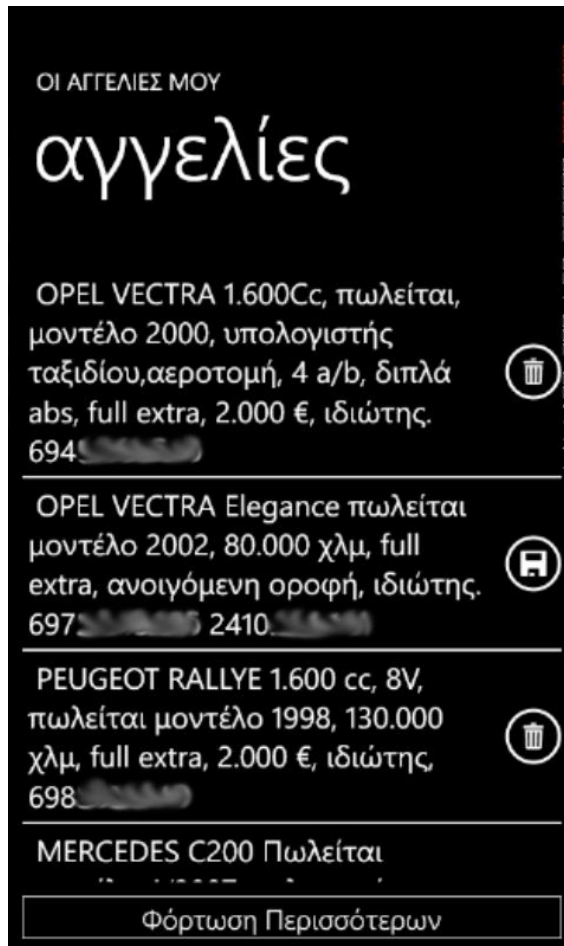 ΟΙ ΑΓΓΕΛΙΕΣ ΜΟΥ
αγγελίες
OPEL VECTRA 1.600Cc, πωλείται,
μοντέλο 2000, υπολογιστής
ταξιδίου,αεροτομή, 4 a/b, διπλά
abs, full extra, 2.000 €, ιδιώτης.
694
OPEL VECTRA Elegance πωλείται
μοντέλο 2002, 80.000 χλμ, full
extra, ανοιγόμενη οροφή, ιδιώτης.
697 2410
PEUGEOT RALLYE 1.600 cc, 8V,
πωλείται μοντέλο 1998, 130.000
χλμ, full extra, 2.000 €, ιδιώτης,
698
MERCEDES C200 Πωλείται
Φόρτωση Περισσότερων